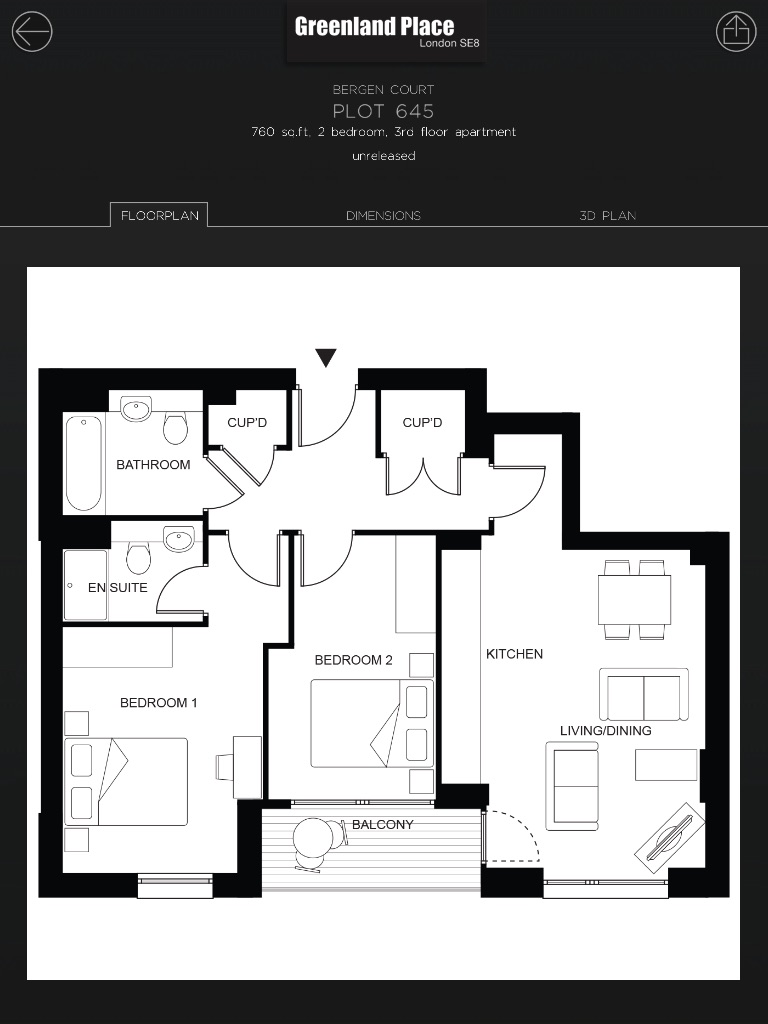 Greenland Place
London SE8
BERGEN COURT
PLOT 645
760 sq.ft, 2 bedroom, 3rd floor apartment
unreleased
FLOORPLAN DIMENSIONS 3D PLAN
CUP'D CUP'D
BATHROOM
EN SUITE
KITCHEN
BEDROOM 2
BEDROOM 1
LIVING/DINING
BALCONY